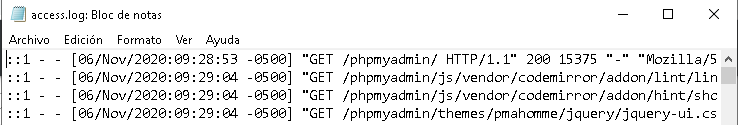 access.log: Bloc de notas
Archivo Edición Formato Ver Ayuda
::1 - - [06/Nov/2020:09:28:53 -0500] "GET /phpmyadmin/ HTTP/1.1" 200 15375 "-" "Mozilla/5
::1 - - [06/Nov/2020:09:29:04 -0500] "GET /phpmyadmin/js/vendor/codemirror/addon/lint/lin
::1 - - [06/Nov/2020:09:29:04 -0500] "GET /phpmyadmin/js/vendor/codemirror/addon/hint/sho
::1 - - [06/Nov/2020:09:29:04 -0500] "GET /phpmyadmin/themes/pmahomme/jquery/jquery-ui.cs